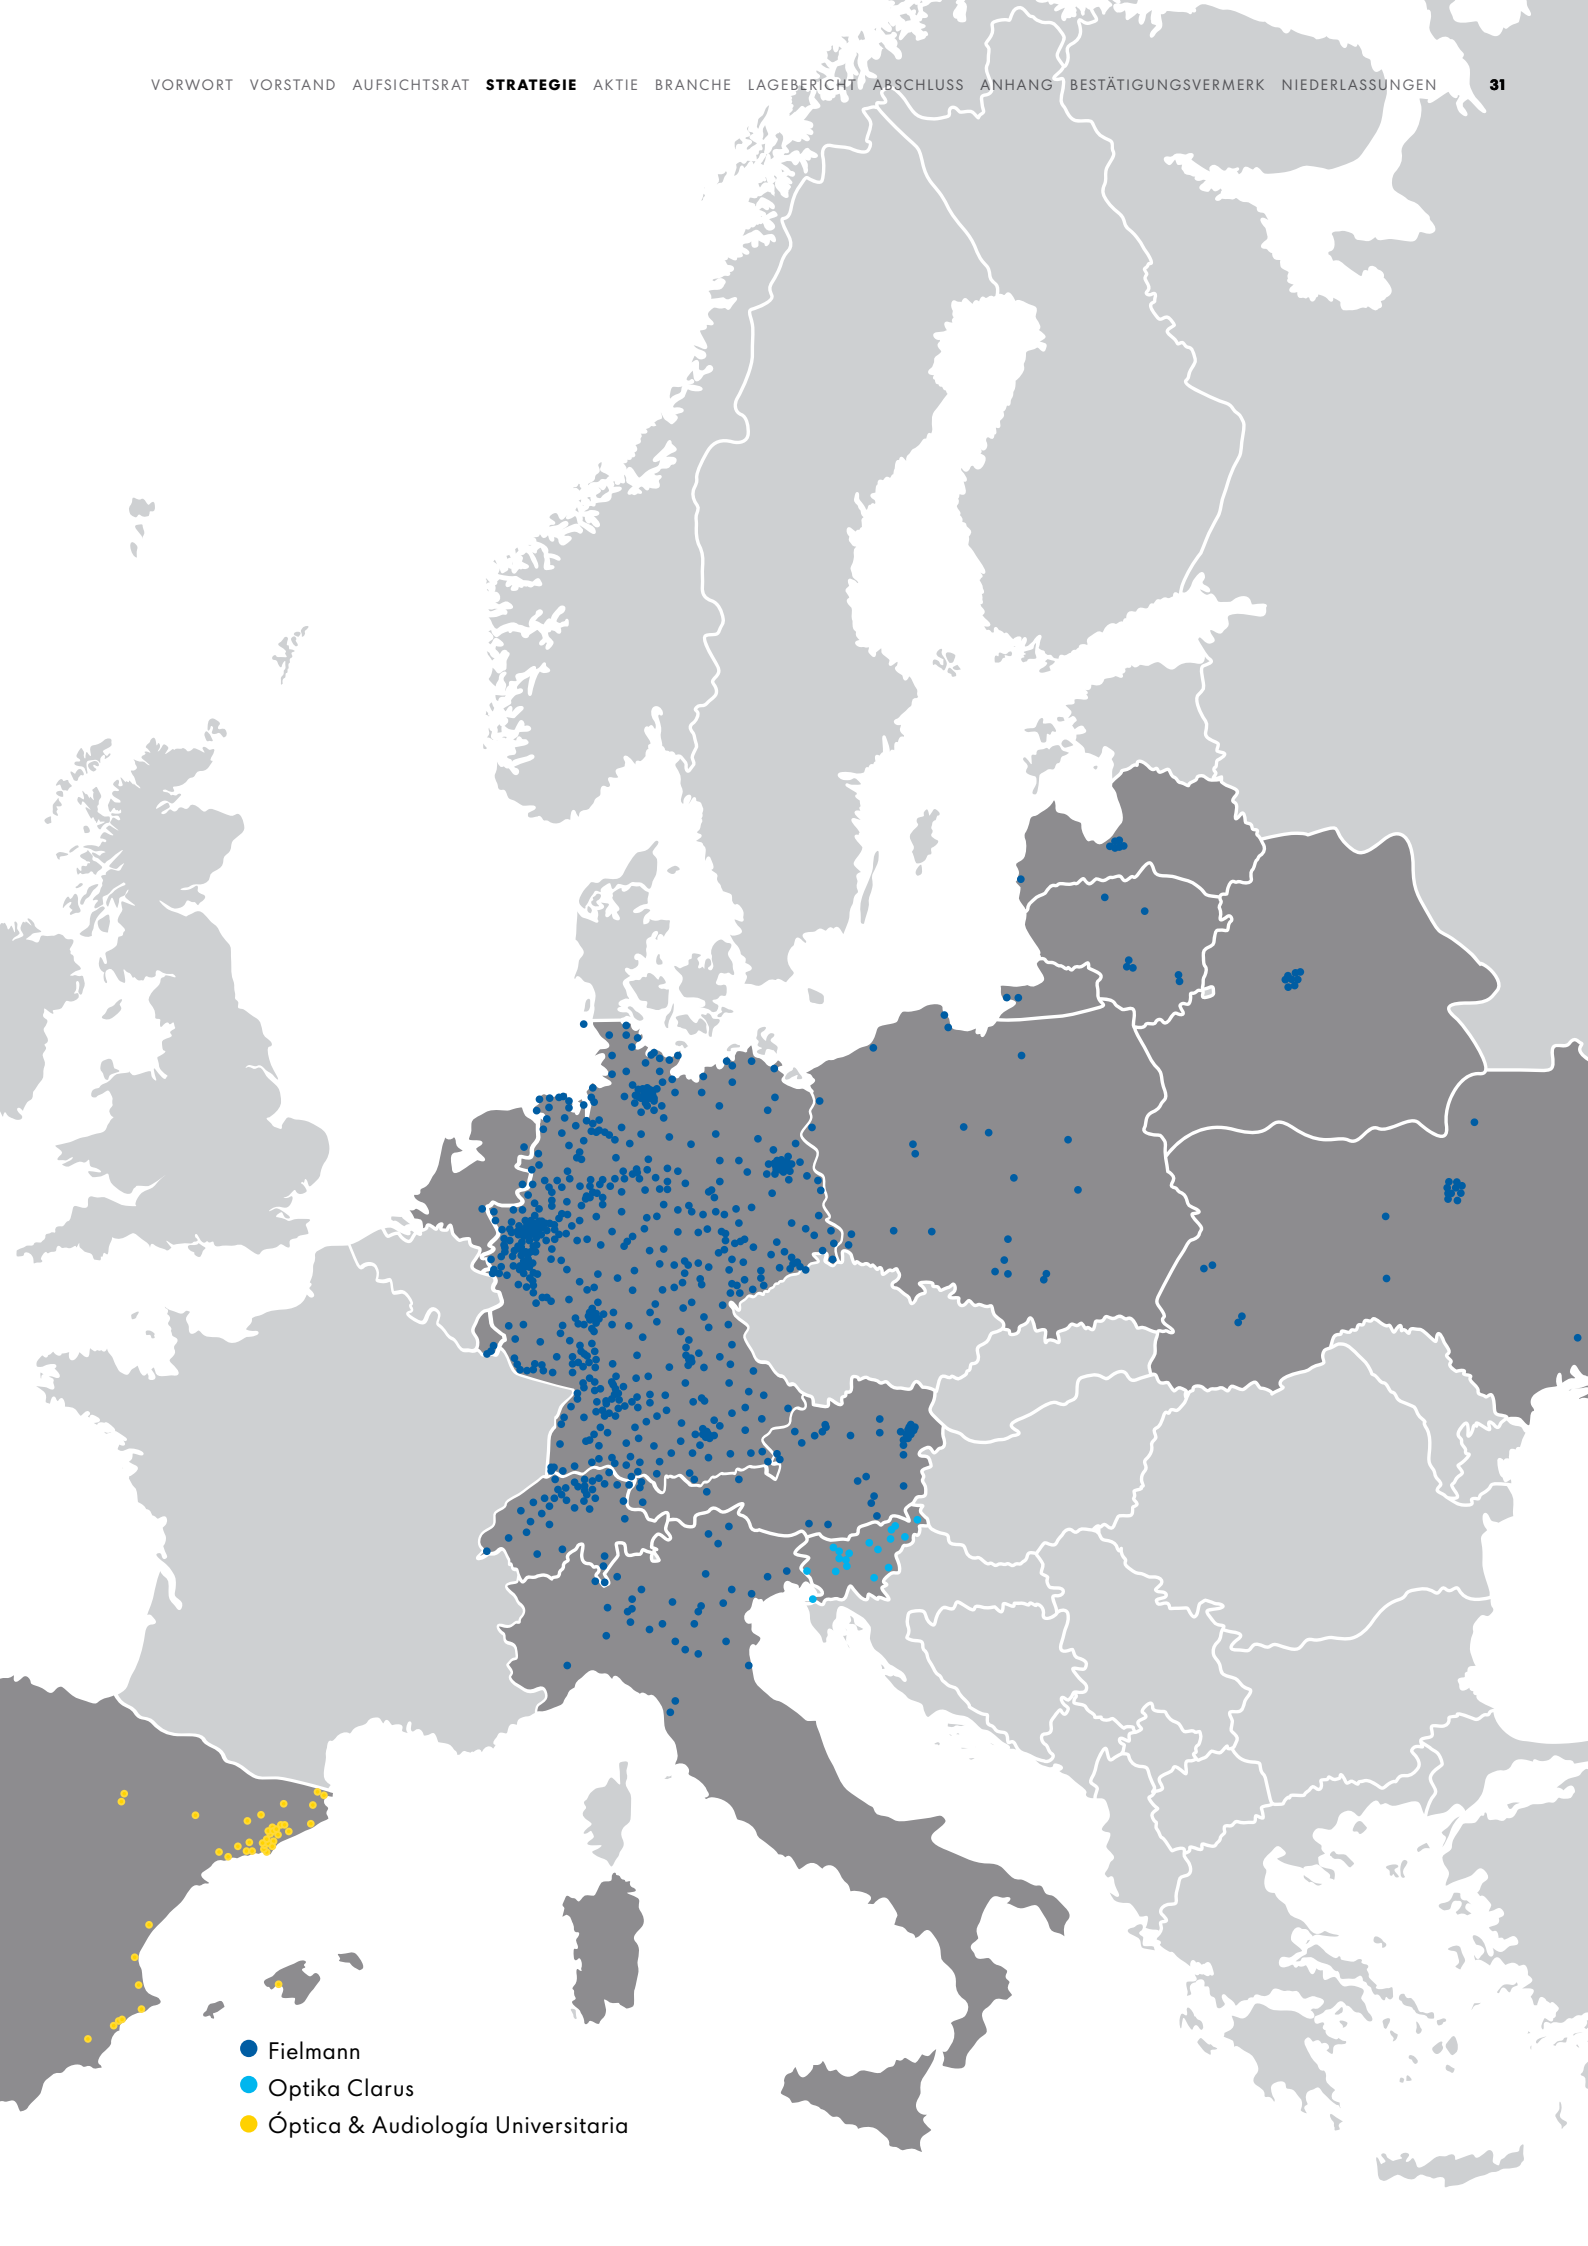 VORWORT VORSTAND AUFSICHTSRAT STRATEGIE AKTIE BRANCHE LAGEBERICHT ABSCHLUSS ANHANG BESTÄTIGUNGSVERMERK NIEDERLASSUNGEN 31
Fielmann
Optika Clarus
Óptica & Audiología Universitaria